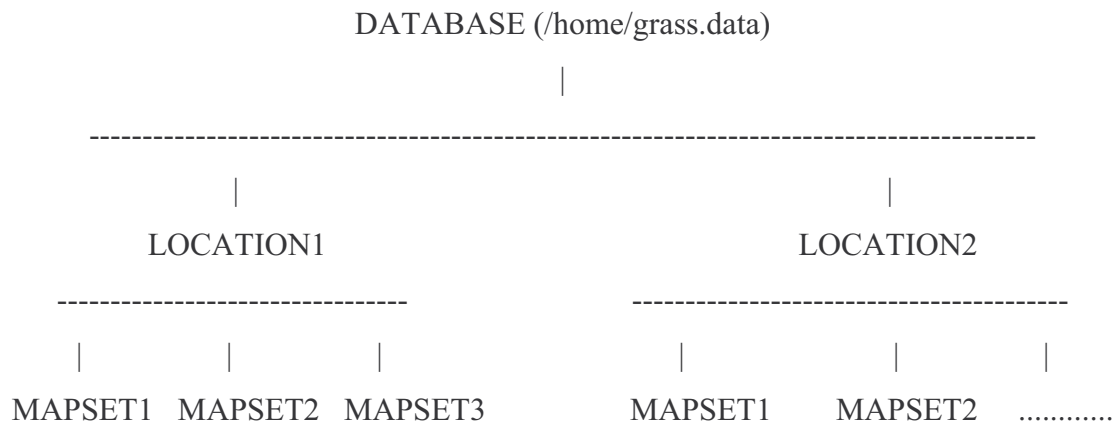 DATABASE (/home/grass.data)
|
-----------------------------------------------------------------------------------------
| |
LOCATION1 LOCATION2
--------------------------------- -----------------------------------------
| | | | | |
MAPSET1 MAPSET2 MAPSET3 MAPSET1 MAPSET2 ............